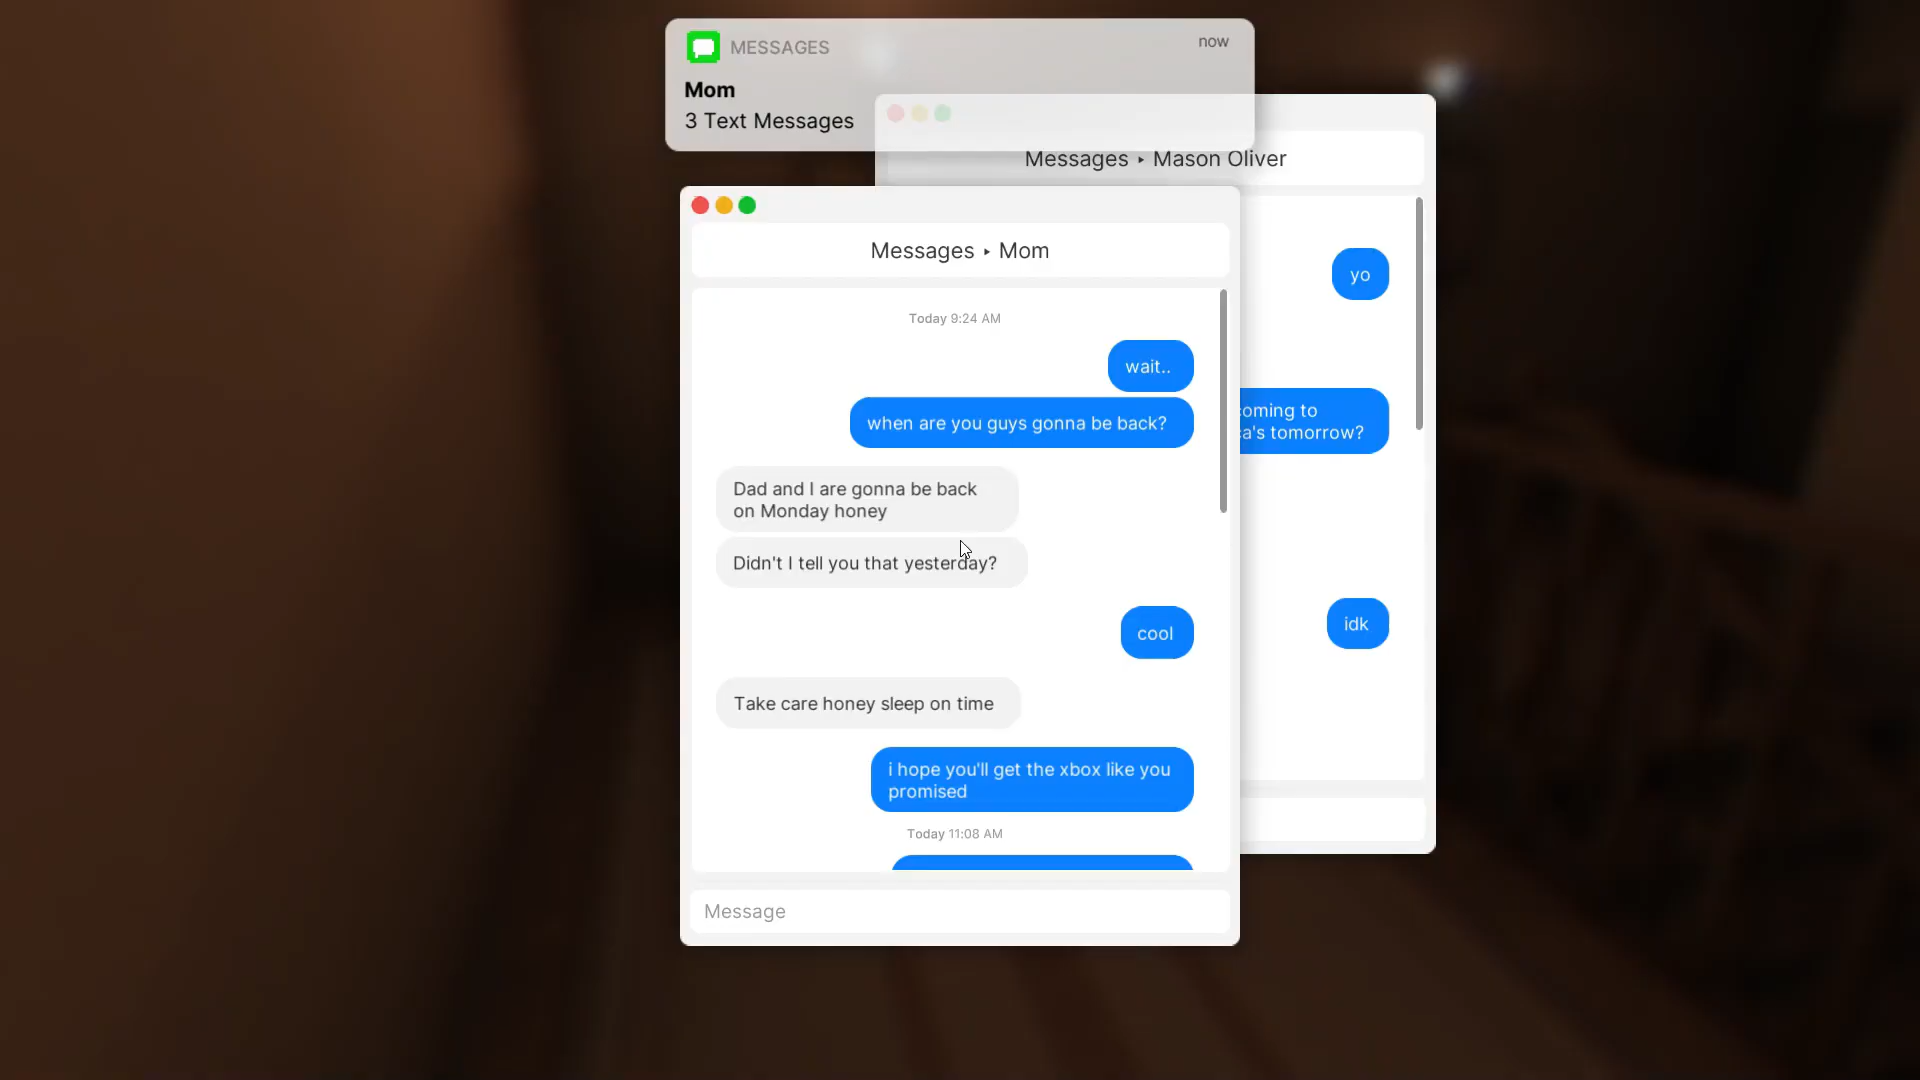 MESSAGES
now
Mom
3 Text Messages
Messages ‣ Mason Oliver
yo
coming to
a's tomorrow?
idk
Messages ‣ Mom
Today 9:24 AM
wait..
when are you guys gonna be back?
Dad and I are gonna be back
on Monday honey
Didn't I tell you that yesterday?
cool
Take care honey sleep on time
i hope you'll get the xbox like you
promised
Today 11:08 AM
Message